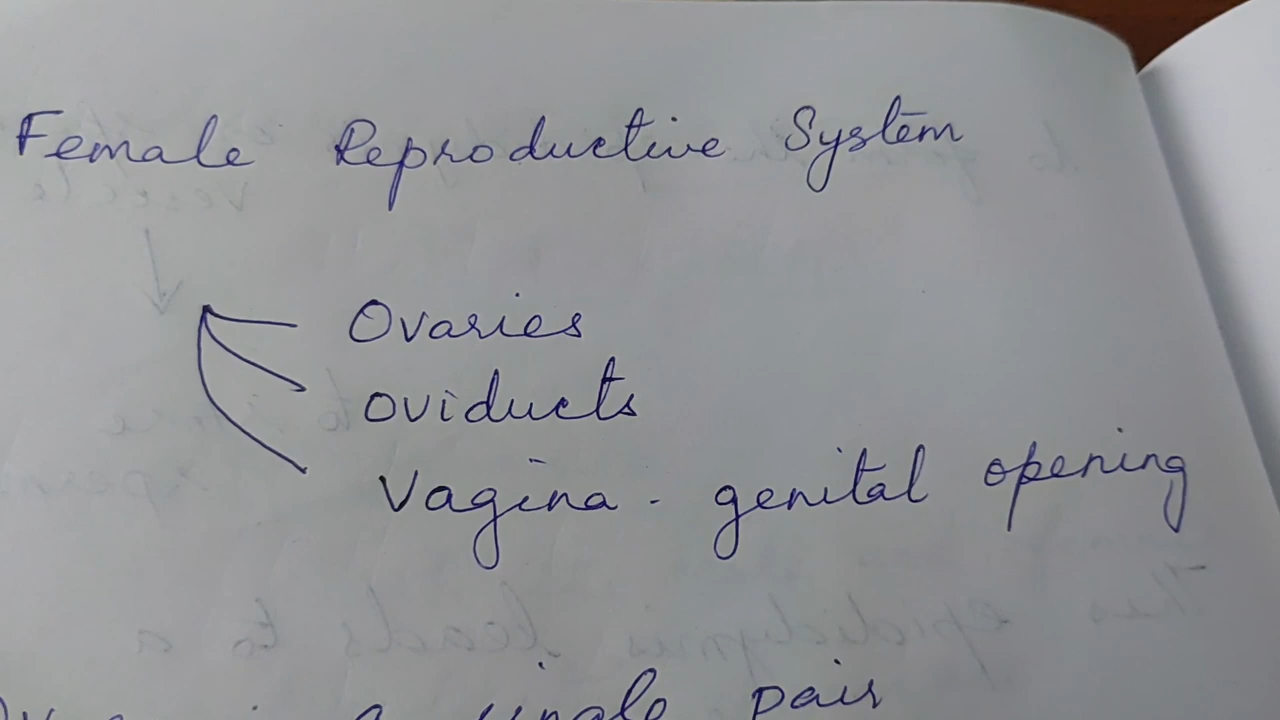 Female Reproductive System
Ovaries
oviducts
Vagina - genital opening
a single pair